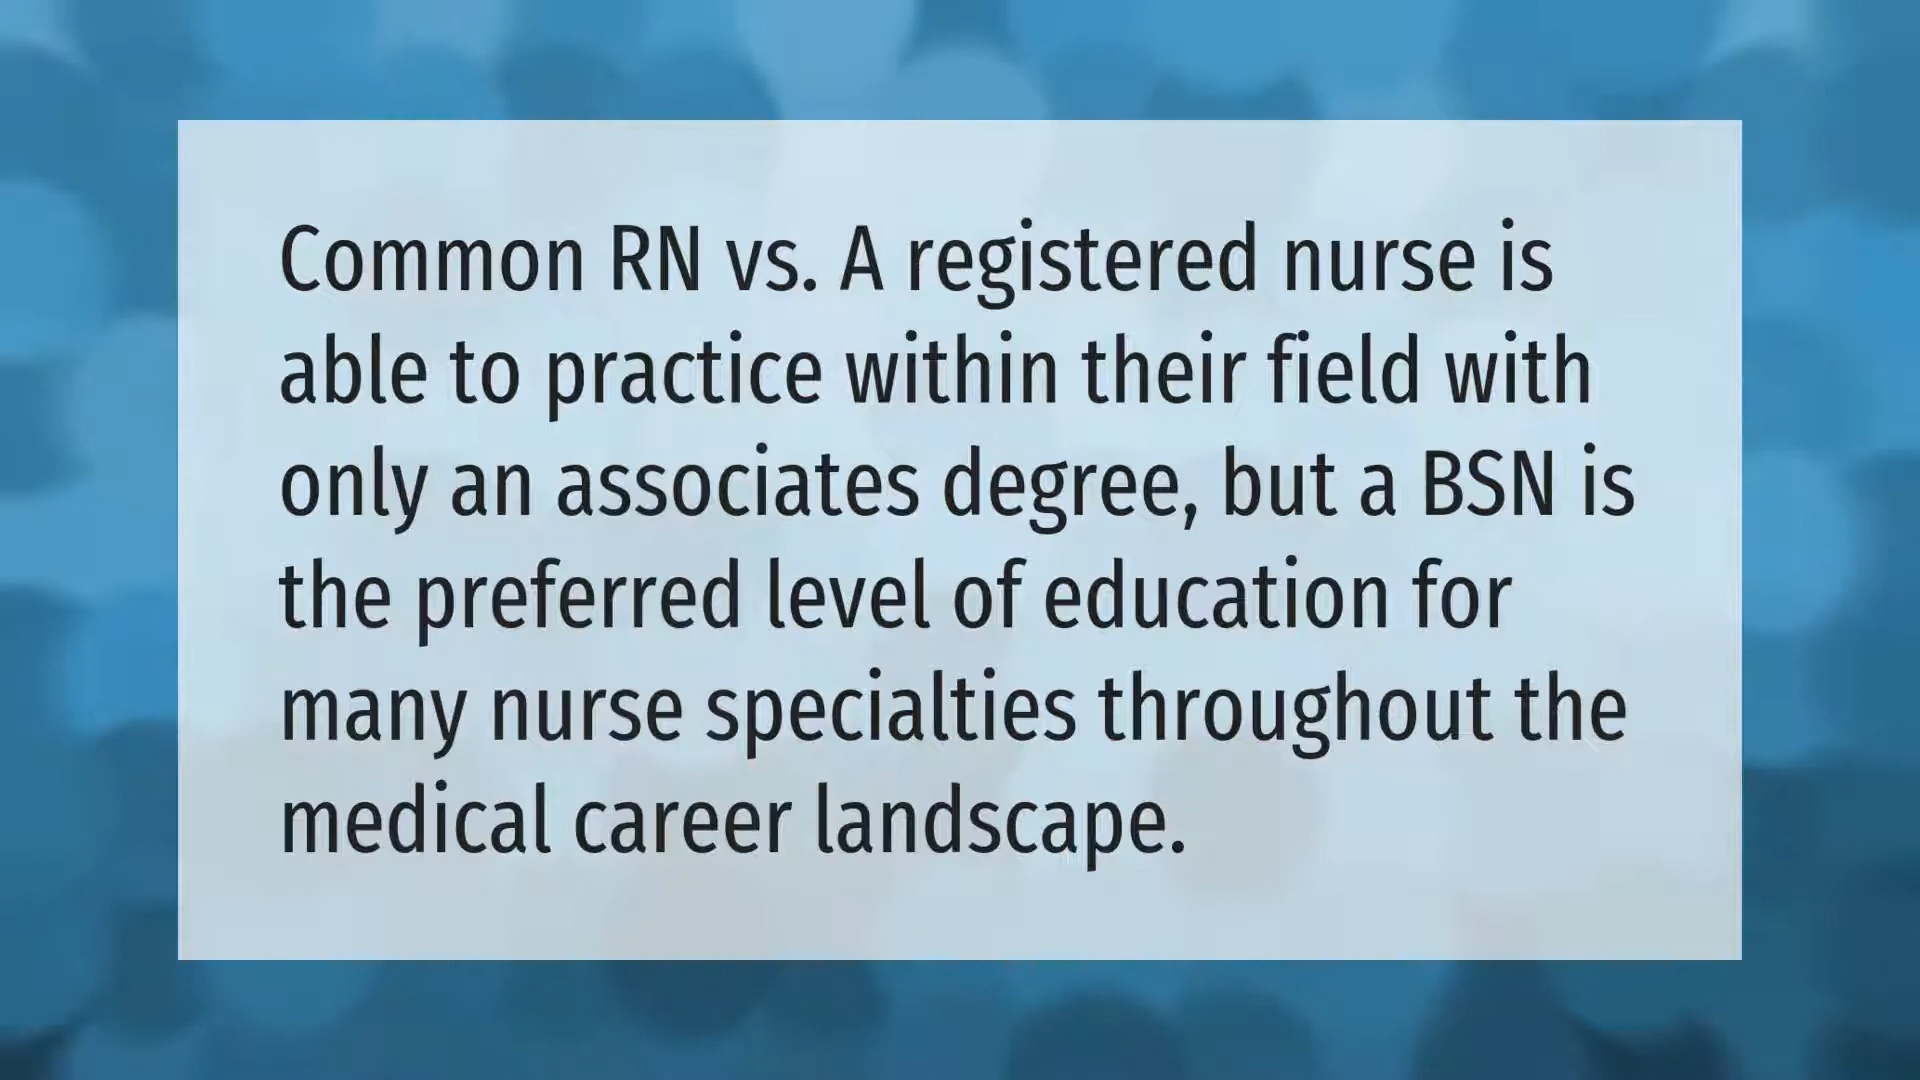 Common RN vs. A registered nurse is
able to practice within their field with
only an associates degree, but a BSN is
the preferred level of education for
many nurse specialties throughout the
medical career landscape.